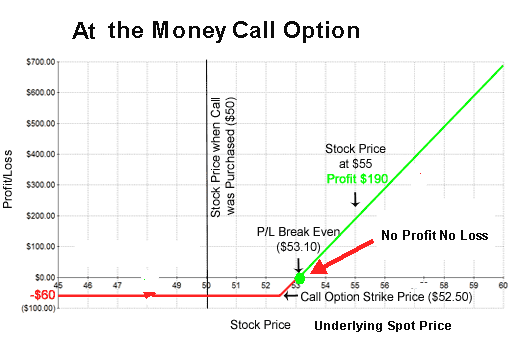 At the Money Call Option
$700.00
$600.00
$500.00
$400.00
$300.00
$200.00
$100.00
$0.00
-$60
($100.00)
Profit/Loss
Stock Price when Call
was Purchased ($50)
Stock Price
at $55
Profit $190
P/L Break Even
($53.10)
No Profit No Loss
45 46 47 48 49 50 51 52 53 54 55 56 57 58 59 60
Call Option Strike Price ($52.50)
Stock Price
Underlying Spot Price